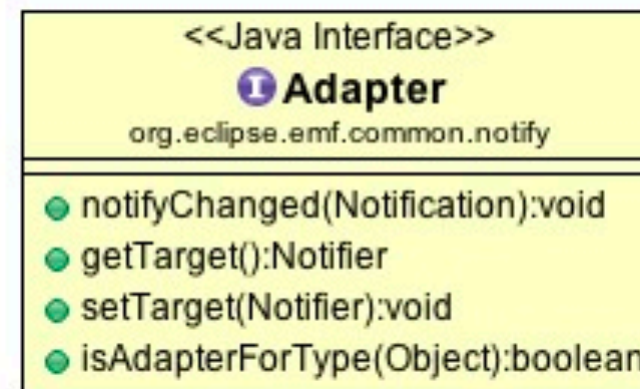 <<Java Interface>>
I Adapter
org.eclipse.emf.common.notify
notifyChanged(Notification):void
getTarget():Notifier
setTarget(Notifier):void
isAdapterForType(Object):boolean